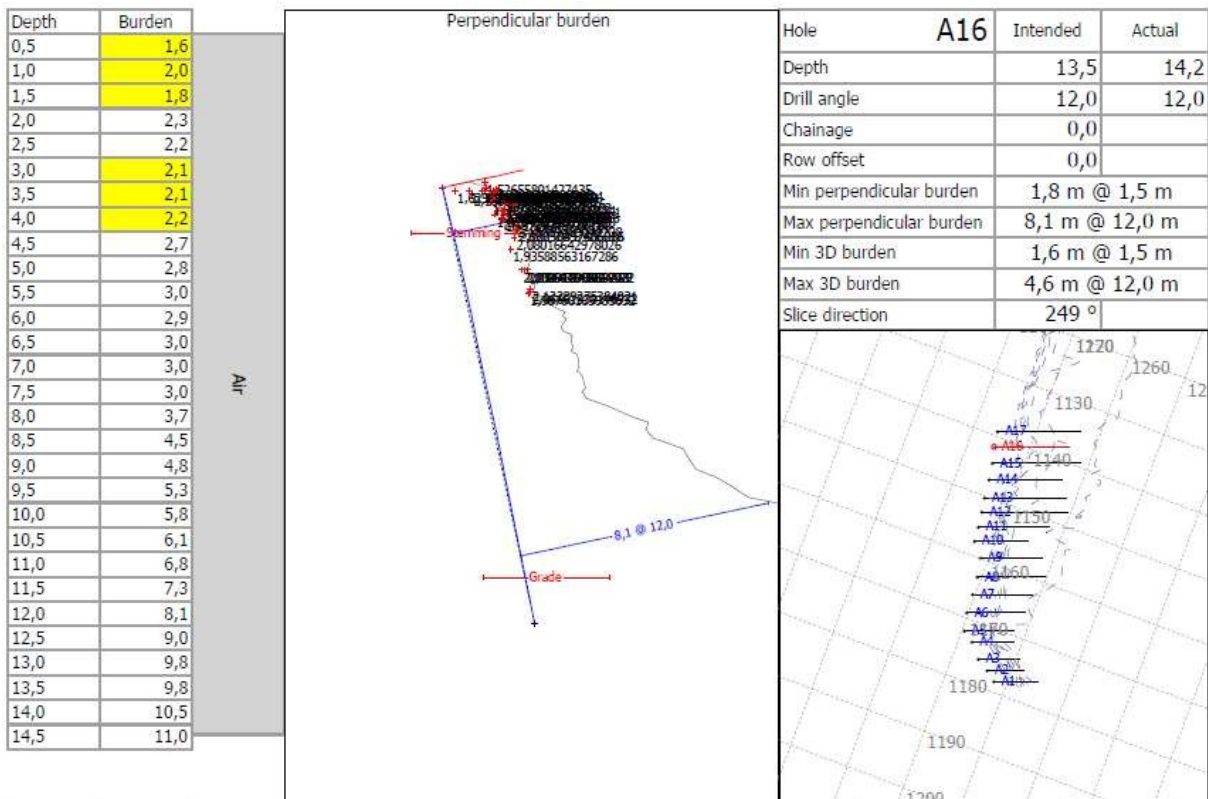 Depth Burden
0,5 1,6
1,0 2,0
1,5 1,8
2,0 2,3
2,5 2,2
3,0 2,1
3,5 2,1
4,0 2,2
4,5 2,7
5,0 2,8
5,5 3,0
6,0 2,9
6,5 3,0
7,0 3,0
7,5 3,0
8,0 3,7
8,5 4,5
9,0 4,8
9,5 5,3
10,0 5,8
10,5 6,1
11,0 6,8
11,5 7,3
12,0 8,1
12,5 9,0
13,0 9,8
13,5 9,8
14,0 10,5
14,5 11,0
Air
Perpendicular burden
Stemming
2,08016642978026
1,93588563167286
8,1 @ 12,0
Grade
Hole A16 Intended Actual
Depth 13,5 14,2
Drill angle 12,0 12,0
Chainage 0,0
Row offset 0,0
Min perpendicular burden 1,8 m @ 1,5 m
Max perpendicular burden 8,1 m @ 12,0 m
Min 3D burden 1,6 m @ 1,5 m
Max 3D burden 4,6 m @ 12,0 m
Slice direction 249 °
1260
1130
A17
A16
A15 1140
A14
A13
A12 1150
A11
A10
A9
A8 1160
A7
A6
A5 1170
A4
A3
A2
A1
1180
1190
1200